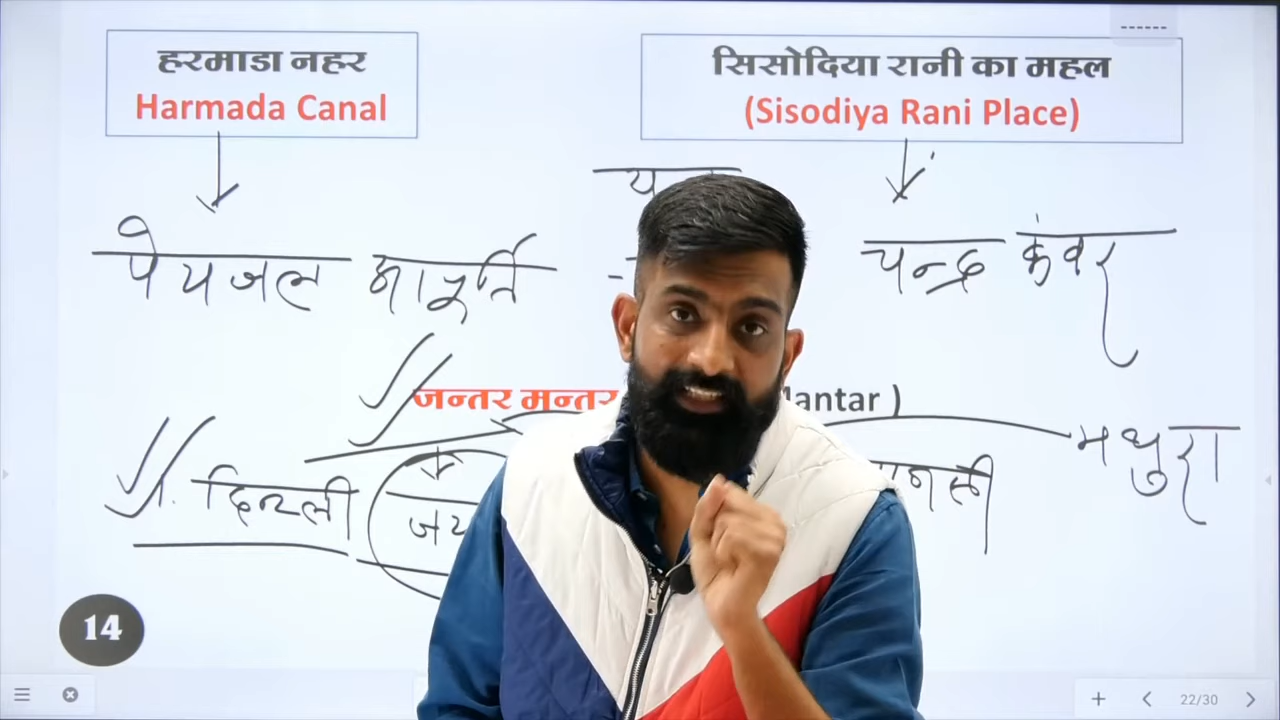 ------
हरमाडा नहर
Harmada Canal
सिसोदिया रानी का महल
(Sisodiya Rani Place)
पेयजल आपूर्ति
चन्द्र कंवर
जन्तर मन्तर
Mantar )
मथुरा
1. दिल्ली
14
22/30